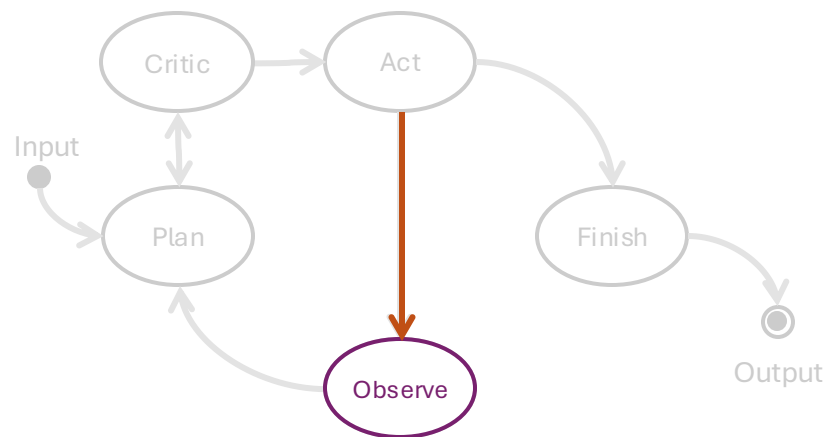 Critic
Act
Input
Plan
Finish
Observe
Output